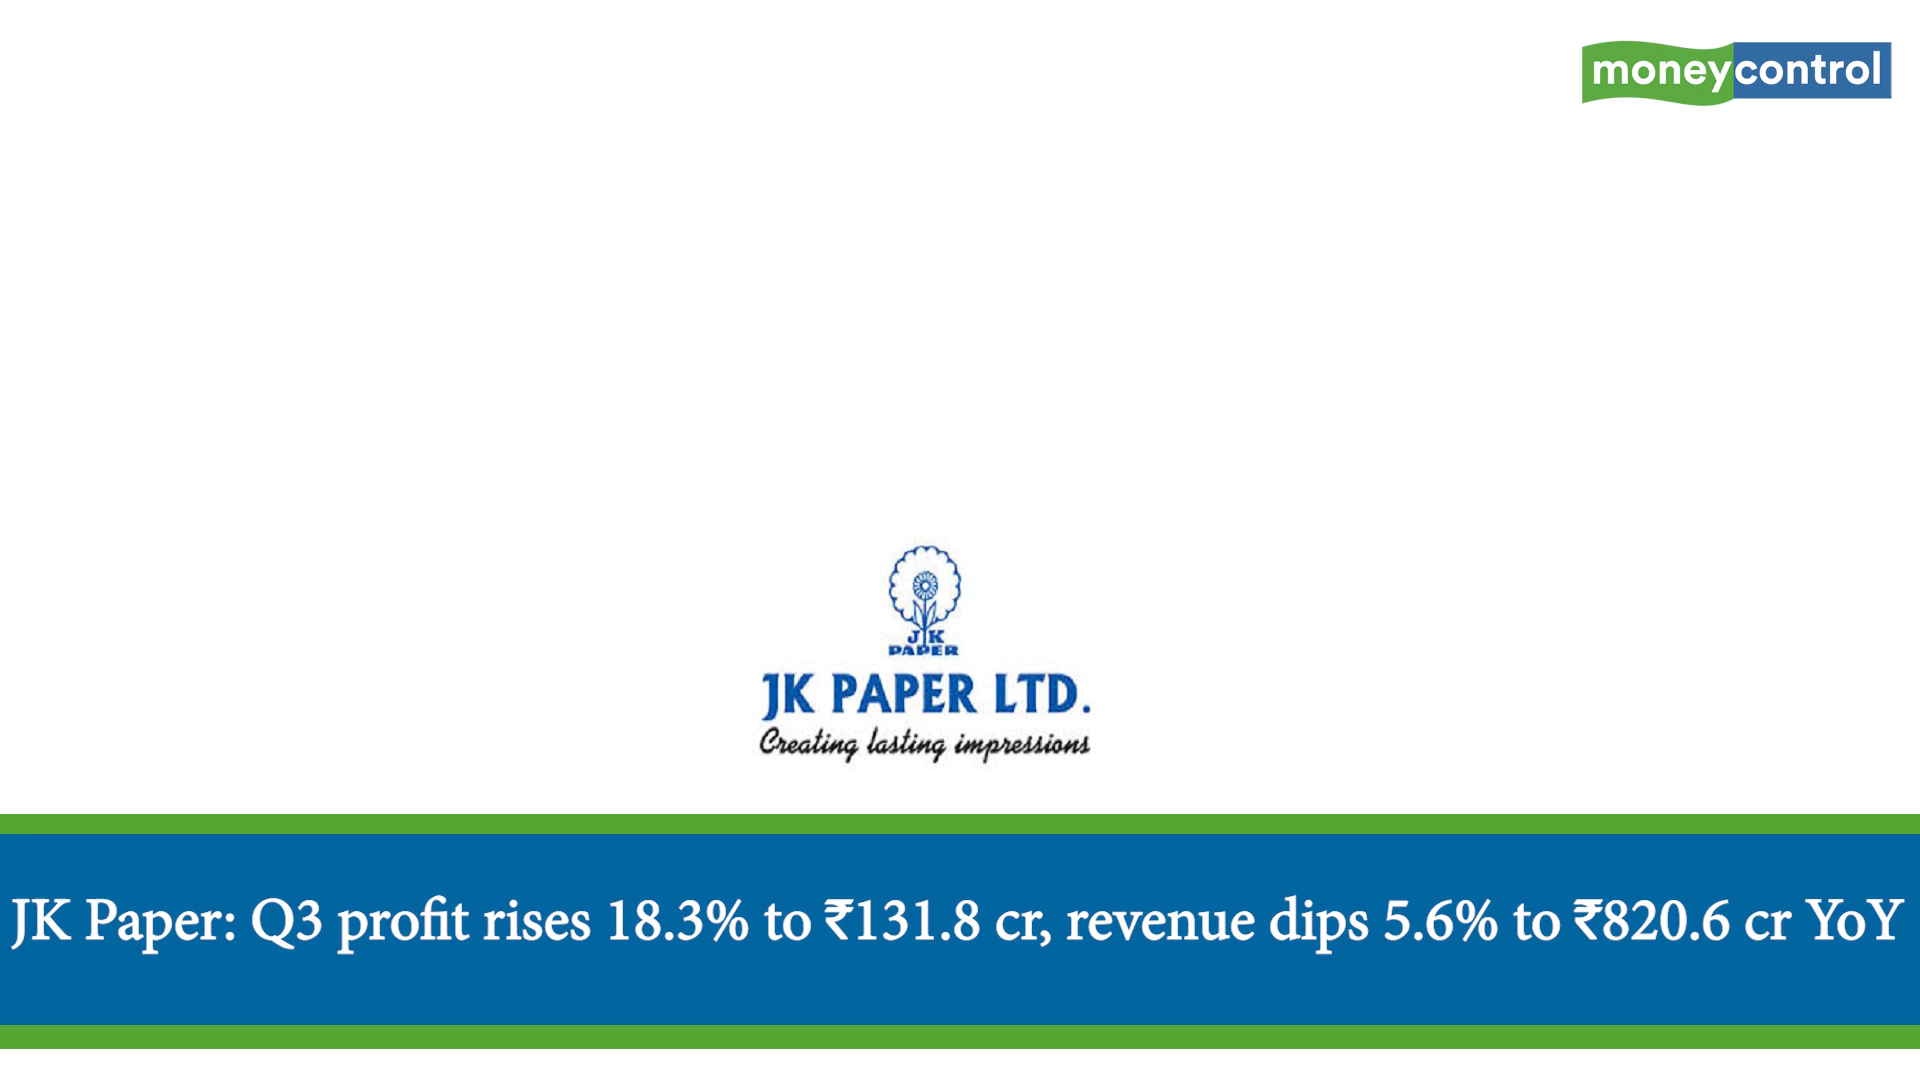 moneycontrol
JK
PAPER
JK PAPER LTD.
Creating lasting impressions
JK Paper: Q3 profit rises 18.3% to ₹131.8 cr, revenue dips 5.6% to ₹820.6 cr YoY